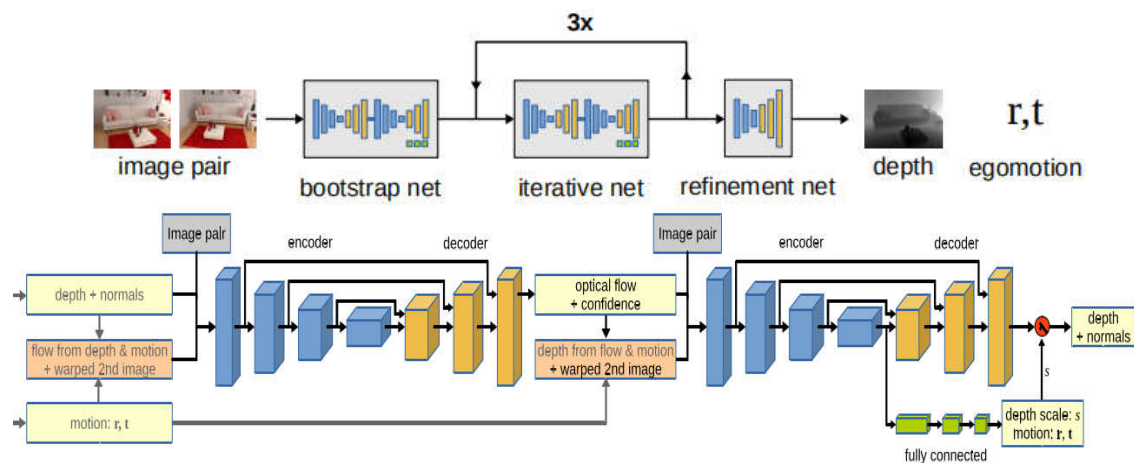 3x
image pair
bootstrap net
iterative net
refinement net
depth
r,t
egomotion
Image pair
encoder
decoder
depth + normals
flow from depth & motion
+ warped 2nd image
motion: r, t
optical flow
+ confidence
depth from flow & motion
+ warped 2nd image
Image pair
encoder
decoder
depth
+ normals
s
depth scale: s
motion: r, t
fully connected